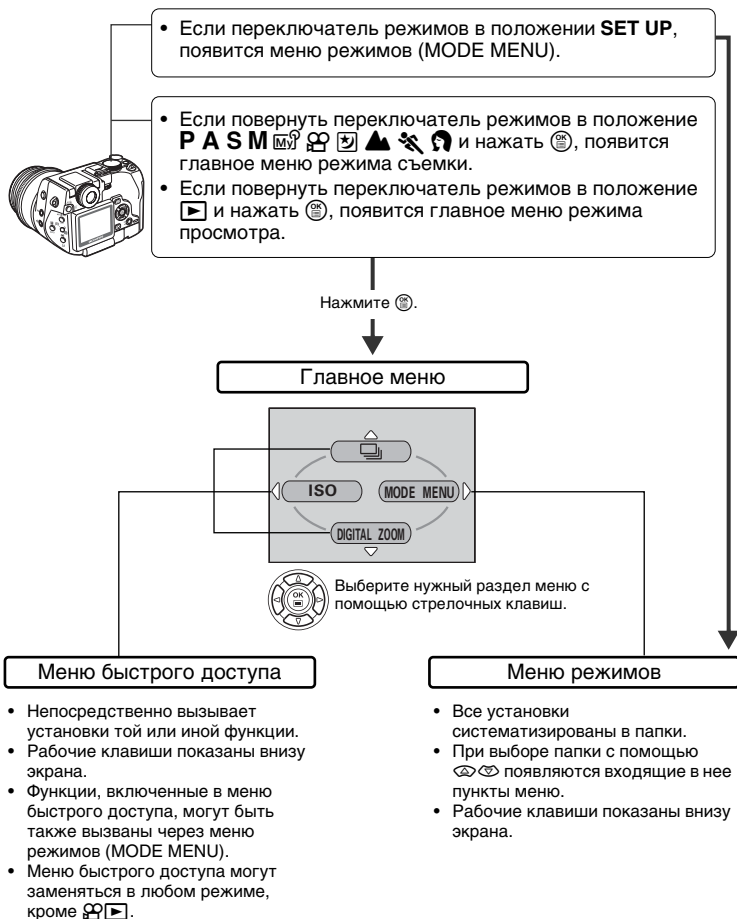 • Если переключатель режимов в положении SET UP,
появится меню режимов (MODE MENU).
• Если повернуть переключатель режимов в положение
P A S M My и нажать OK, появится
главное меню режима съемки.
• Если повернуть переключатель режимов в положение
и нажать OK, появится главное меню режима
просмотра.
Нажмите OK.
Главное меню
ISO
MODE MENU
DIGITAL ZOOM
OK
Выберите нужный раздел меню с
помощью стрелочных клавиш.
Меню быстрого доступа
• Непосредственно вызывает
установки той или иной функции.
• Рабочие клавиши показаны внизу
экрана.
• Функции, включенные в меню
быстрого доступа, могут быть
также вызваны через меню
режимов (MODE MENU).
• Меню быстрого доступа могут
заменяться в любом режиме,
кроме .
Меню режимов
• Все установки
систематизированы в папки.
• При выборе папки с помощью
появляются входящие в нее
пункты меню.
• Рабочие клавиши показаны внизу
экрана.